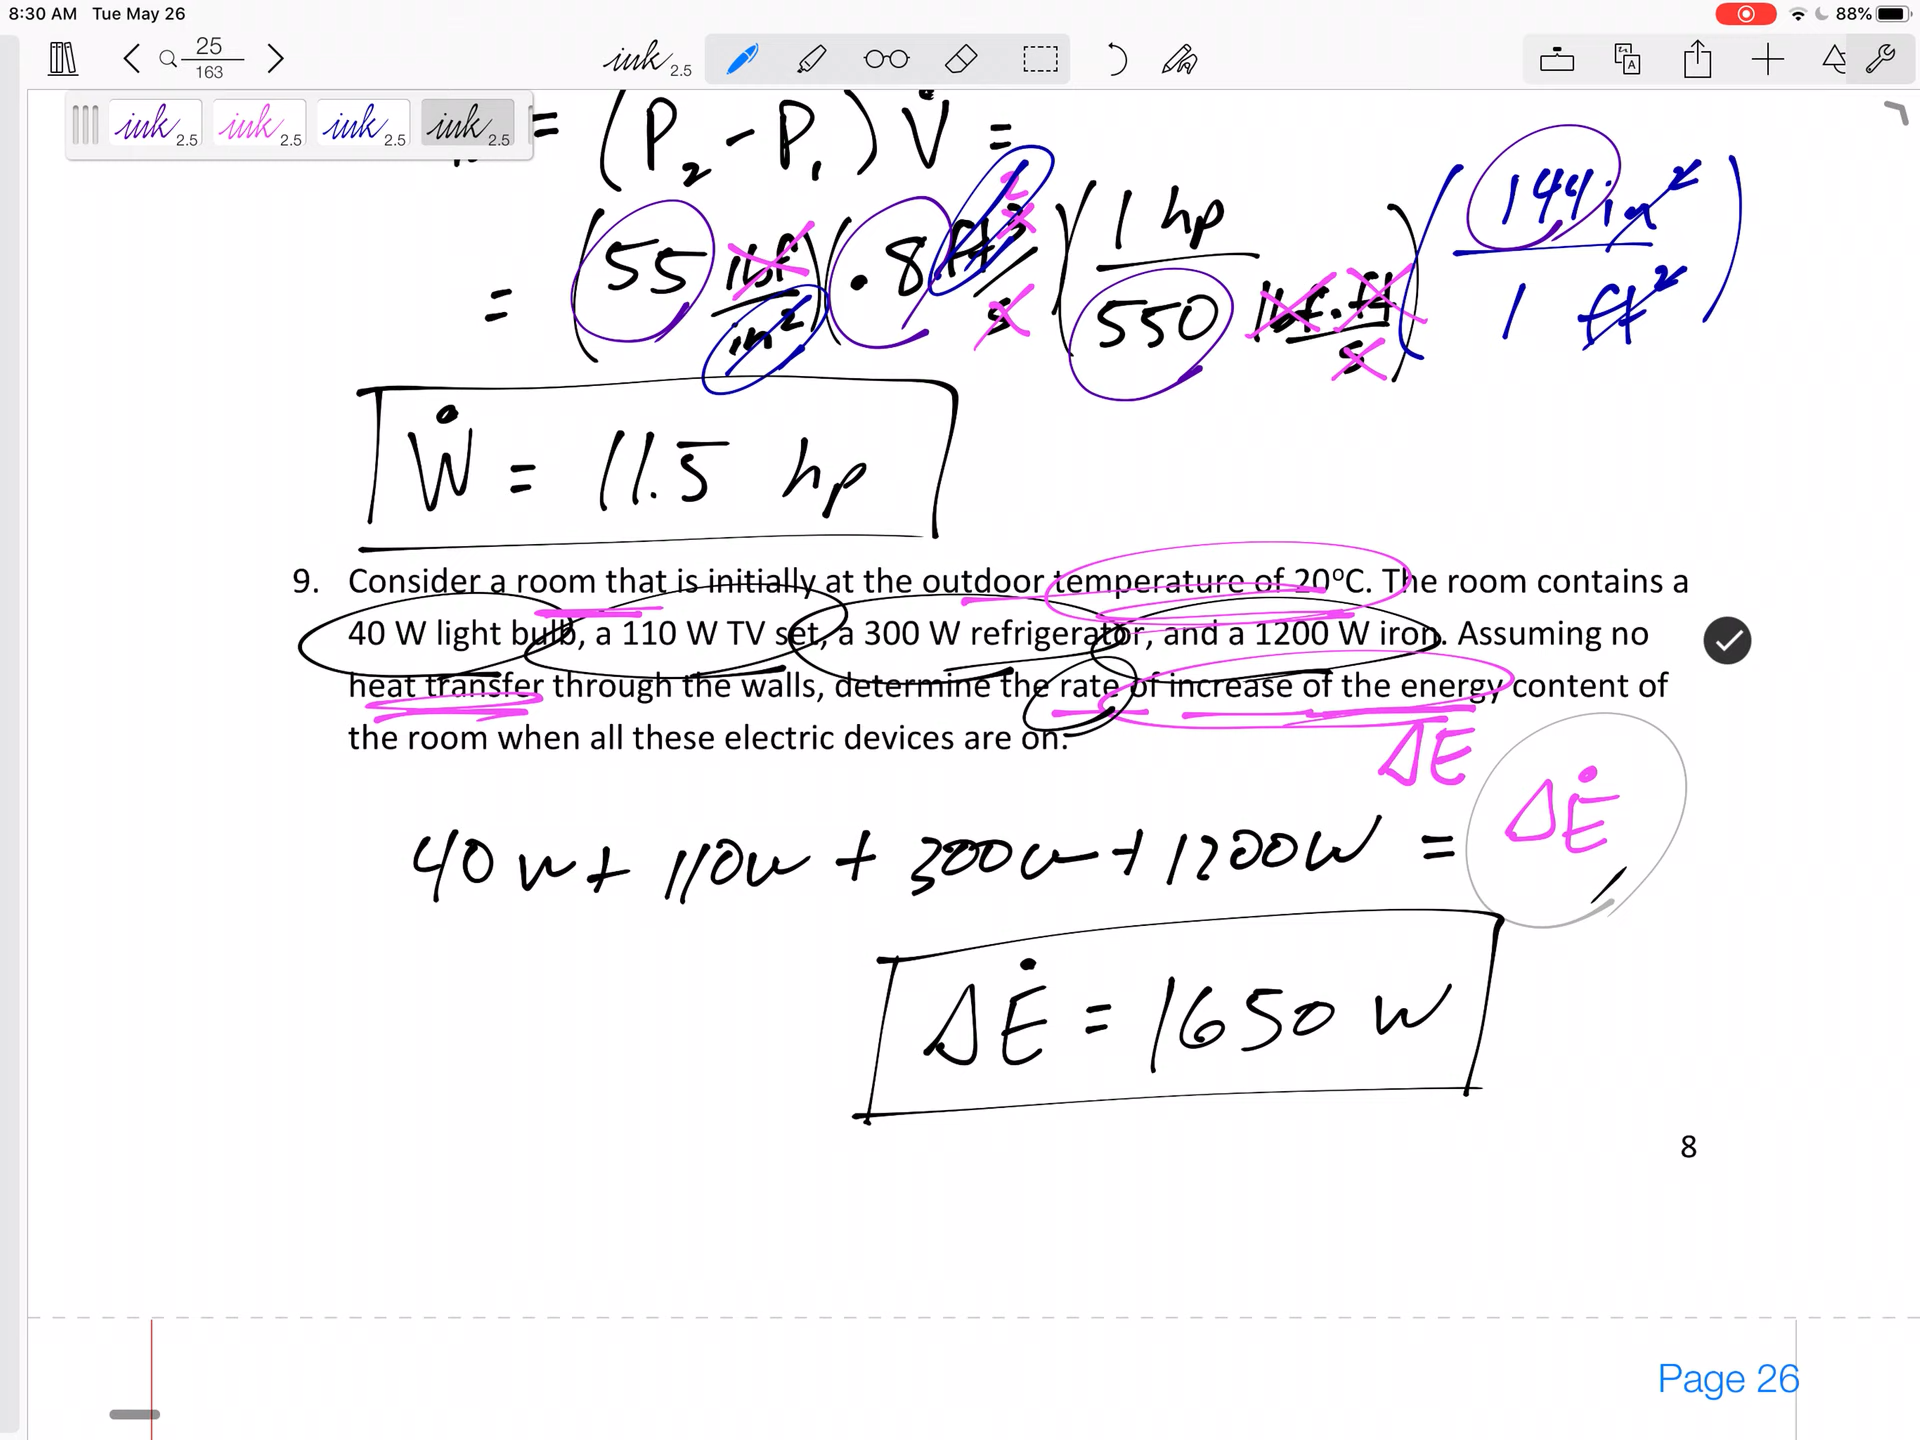 8:30 AM Tue May 26 88%
25
163
ink 2.5
ink 2.5 ink 2.5 ink 2.5 ink 2.5
= (P₂ - P₁) V̇ =
= (55 lbf/in²)(.8 ft³/s)(1 hp/550 lbf·ft/s)(144 in²/1 ft²)
2
Ẇ = 11.5 hp
9. Consider a room that is initially at the outdoor temperature of 20°C. The room contains a
40 W light bulb, a 110 W TV set, a 300 W refrigerator, and a 1200 W iron. Assuming no
heat transfer through the walls, determine the rate of increase of the energy content of
the room when all these electric devices are on.
ΔE
40w + 110w + 300w + 1200W = ΔĖ
ΔĖ = 1650 W
8
Page 26